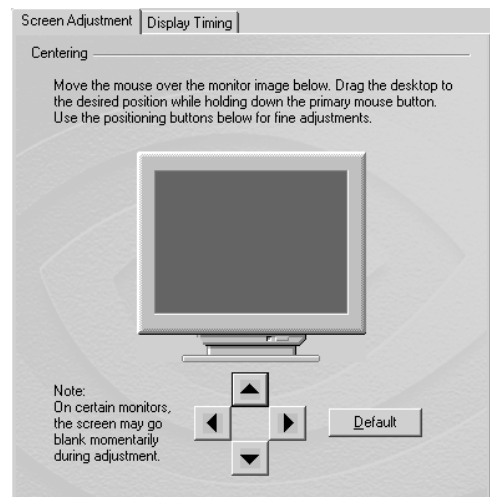 Screen Adjustment
Display Timing
Centering
Move the mouse over the monitor image below. Drag the desktop to
the desired position while holding down the primary mouse button.
Use the positioning buttons below for fine adjustments.
Note:
On certain monitors,
the screen may go
blank momentarily
during adjustment.
Default